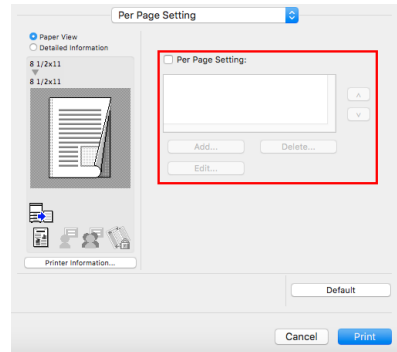 Per Page Setting
Paper View
Detailed Information
8 1/2x11
8 1/2x11
Per Page Setting:
Add... Delete...
Edit...
Printer Information...
Default
Cancel Print